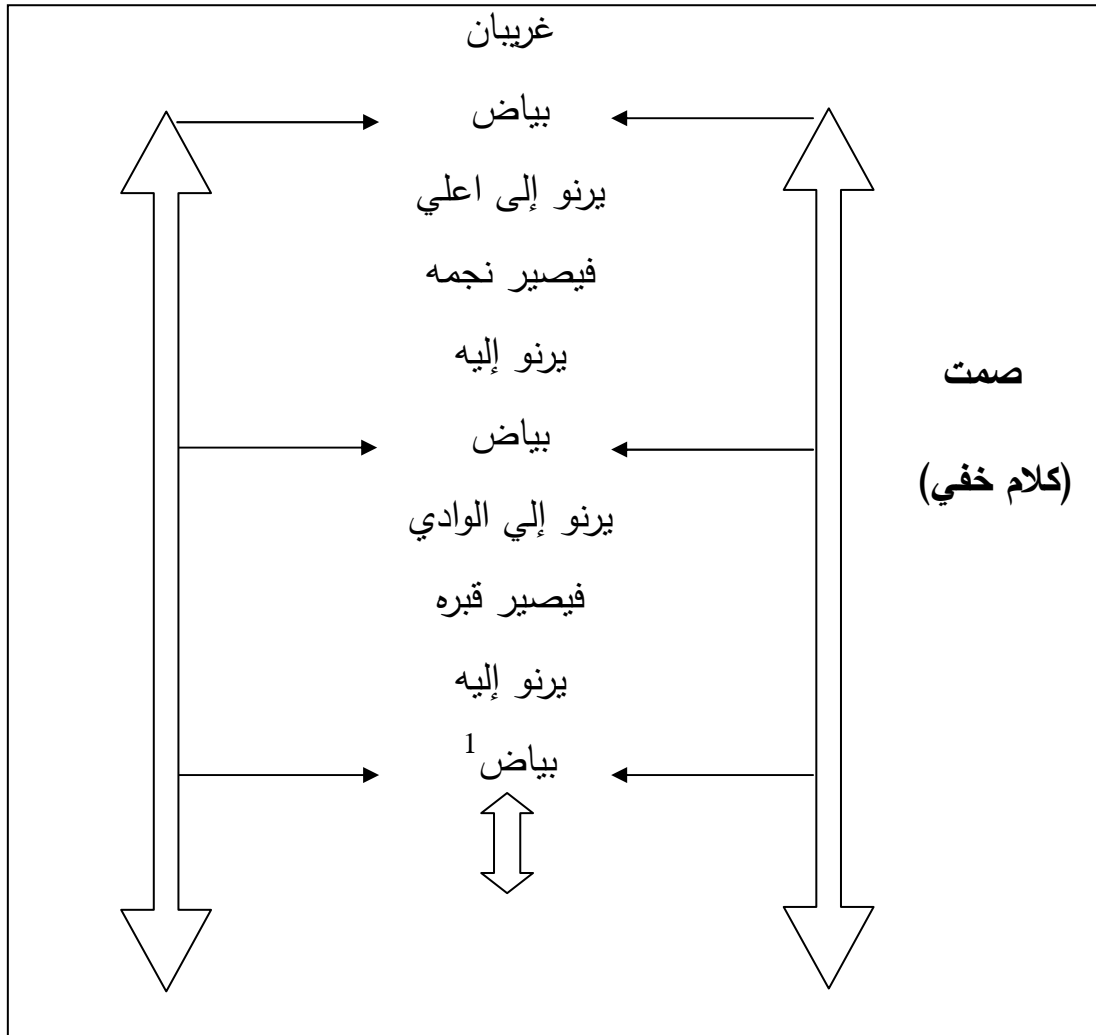 غريبان
بياض
يرنو إلى اعلي
فيصير نجمه
يرنو إليه
بياض
يرنو إلي الوادي
فيصير قبره
يرنو إليه
بياض1
صمت
(كلام خفي)